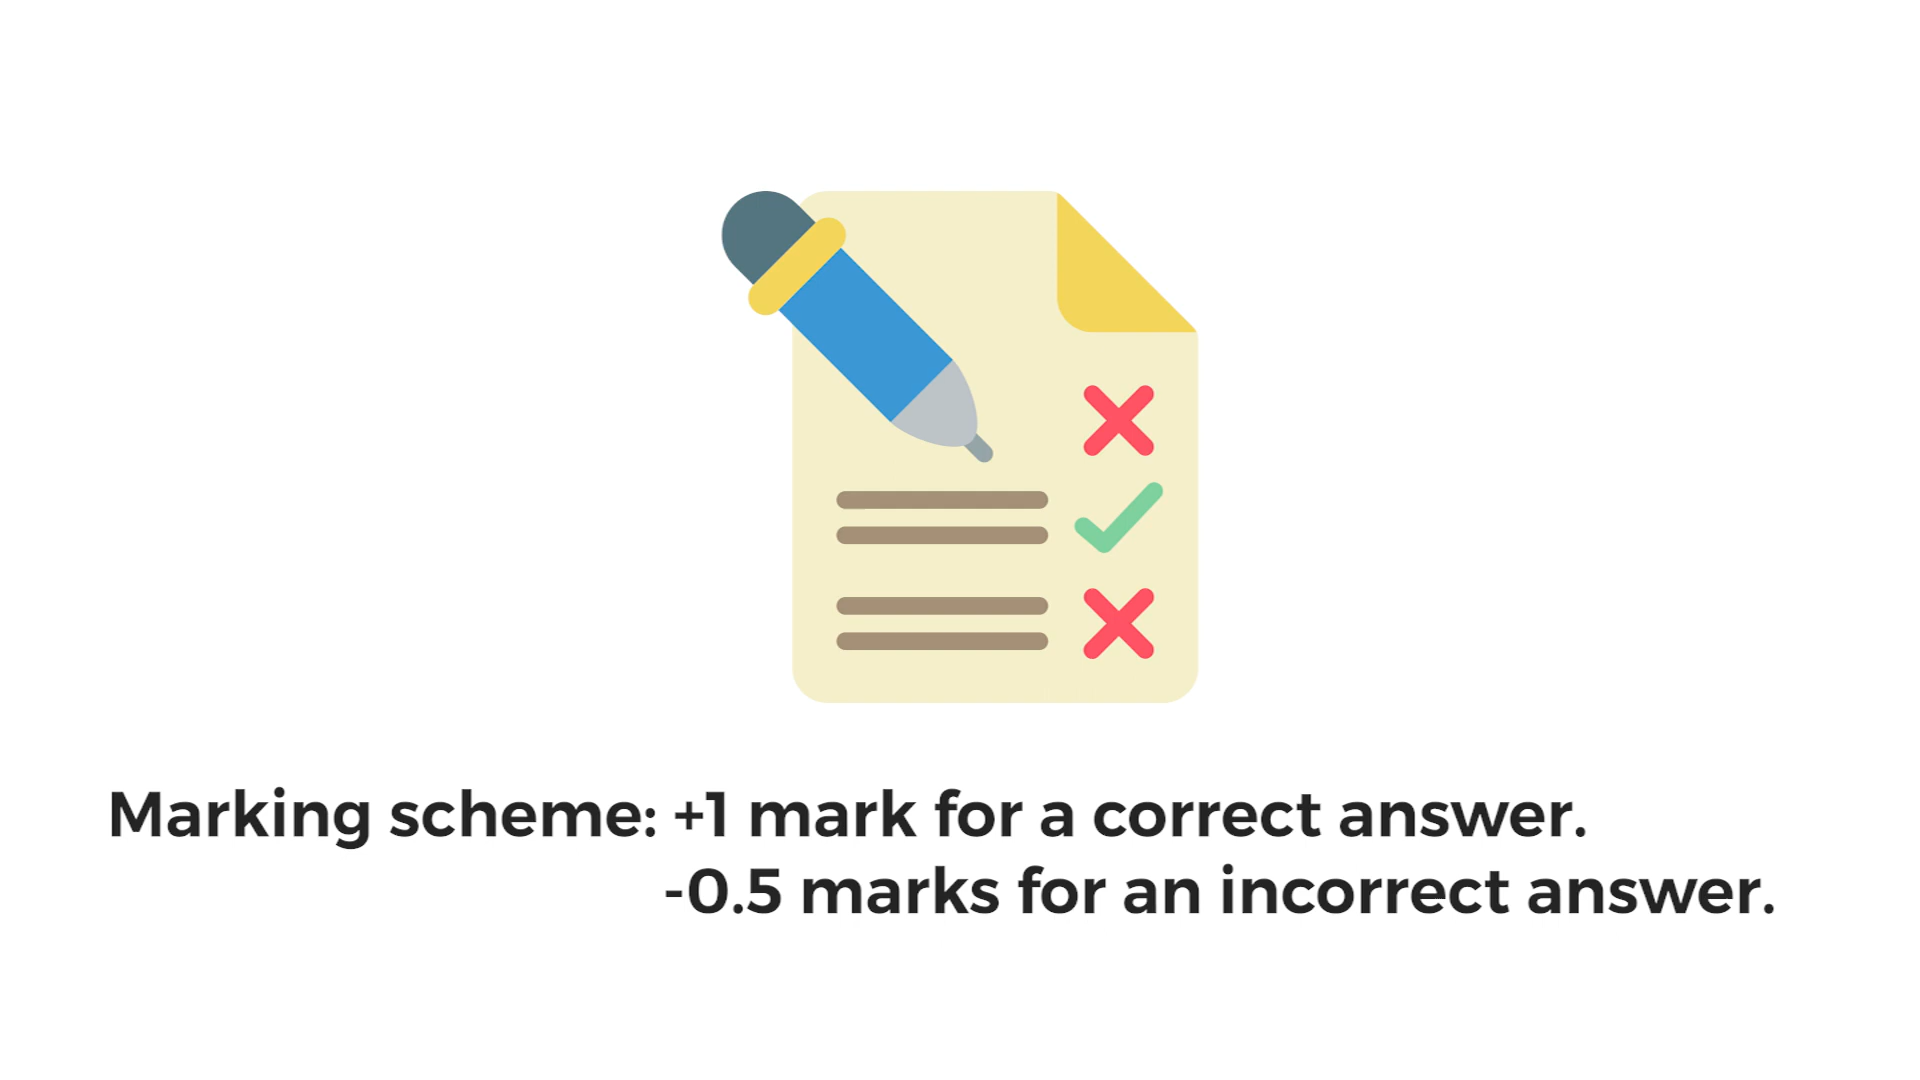 Marking scheme: +1 mark for a correct answer.
-0.5 marks for an incorrect answer.